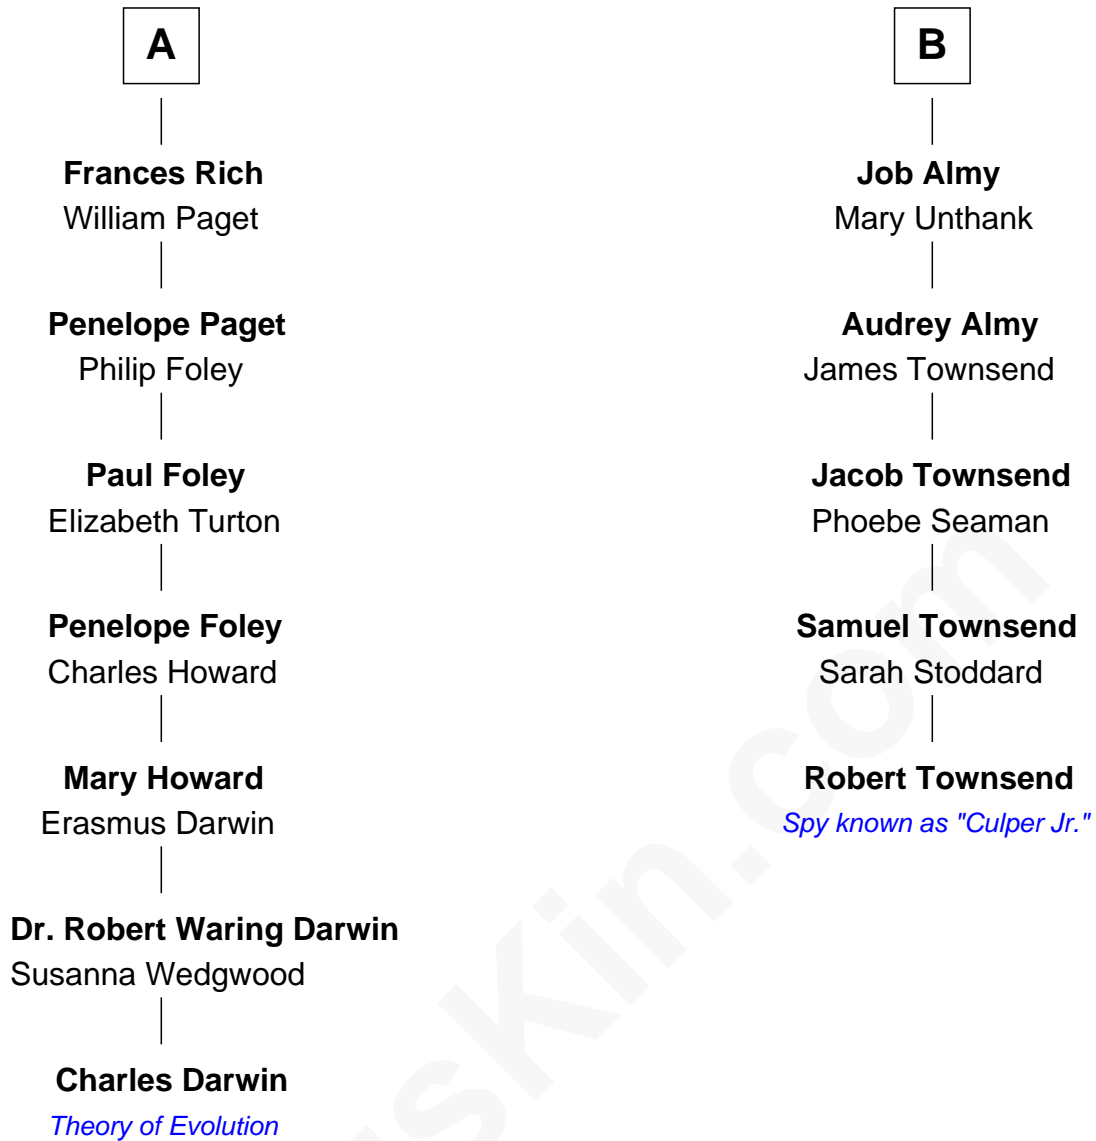 A
Frances Rich
William Paget
Penelope Paget
Philip Foley
Paul Foley
Elizabeth Turton
Penelope Foley
Charles Howard
Mary Howard
Erasmus Darwin
Dr. Robert Waring Darwin
Susanna Wedgwood
Charles Darwin
Theory of Evolution
B
Job Almy
Mary Unthank
Audrey Almy
James Townsend
Jacob Townsend
Phoebe Seaman
Samuel Townsend
Sarah Stoddard
Robert Townsend
Spy known as "Culper Jr."